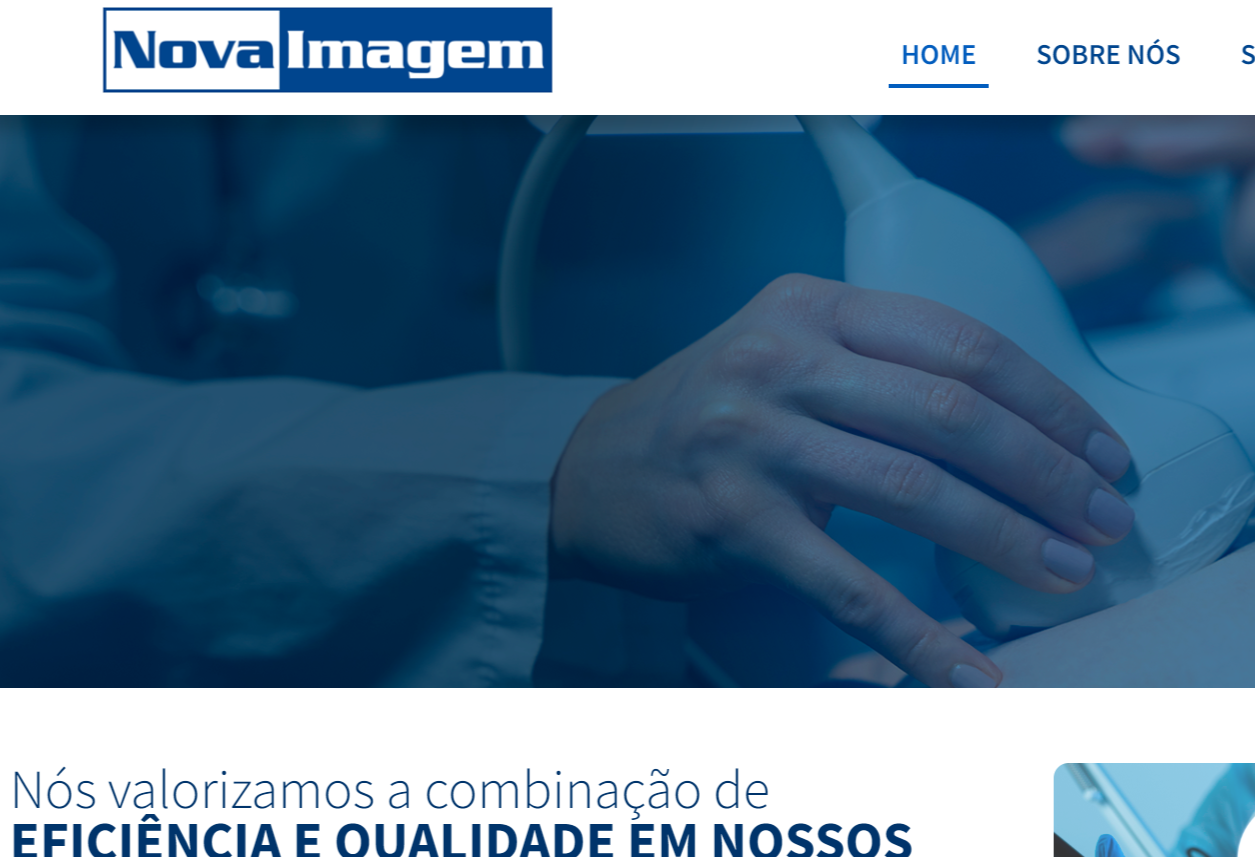 Nova Imagem
HOME SOBRE NÓS S
Nós valorizamos a combinação de
EFICIÊNCIA E QUALIDADE EM NOSSOS